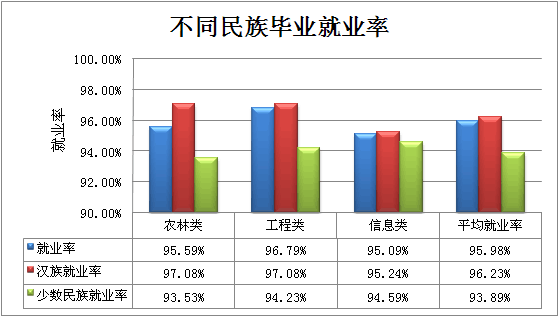 不同民族毕业就业率
就业率
100.00%
98.00%
96.00%
94.00%
92.00%
90.00%
农林类 工程类 信息类 平均就业率
就业率 95.59% 96.79% 95.09% 95.98%
汉族就业率 97.08% 97.08% 95.24% 96.23%
少数民族就业率 93.53% 94.23% 94.59% 93.89%